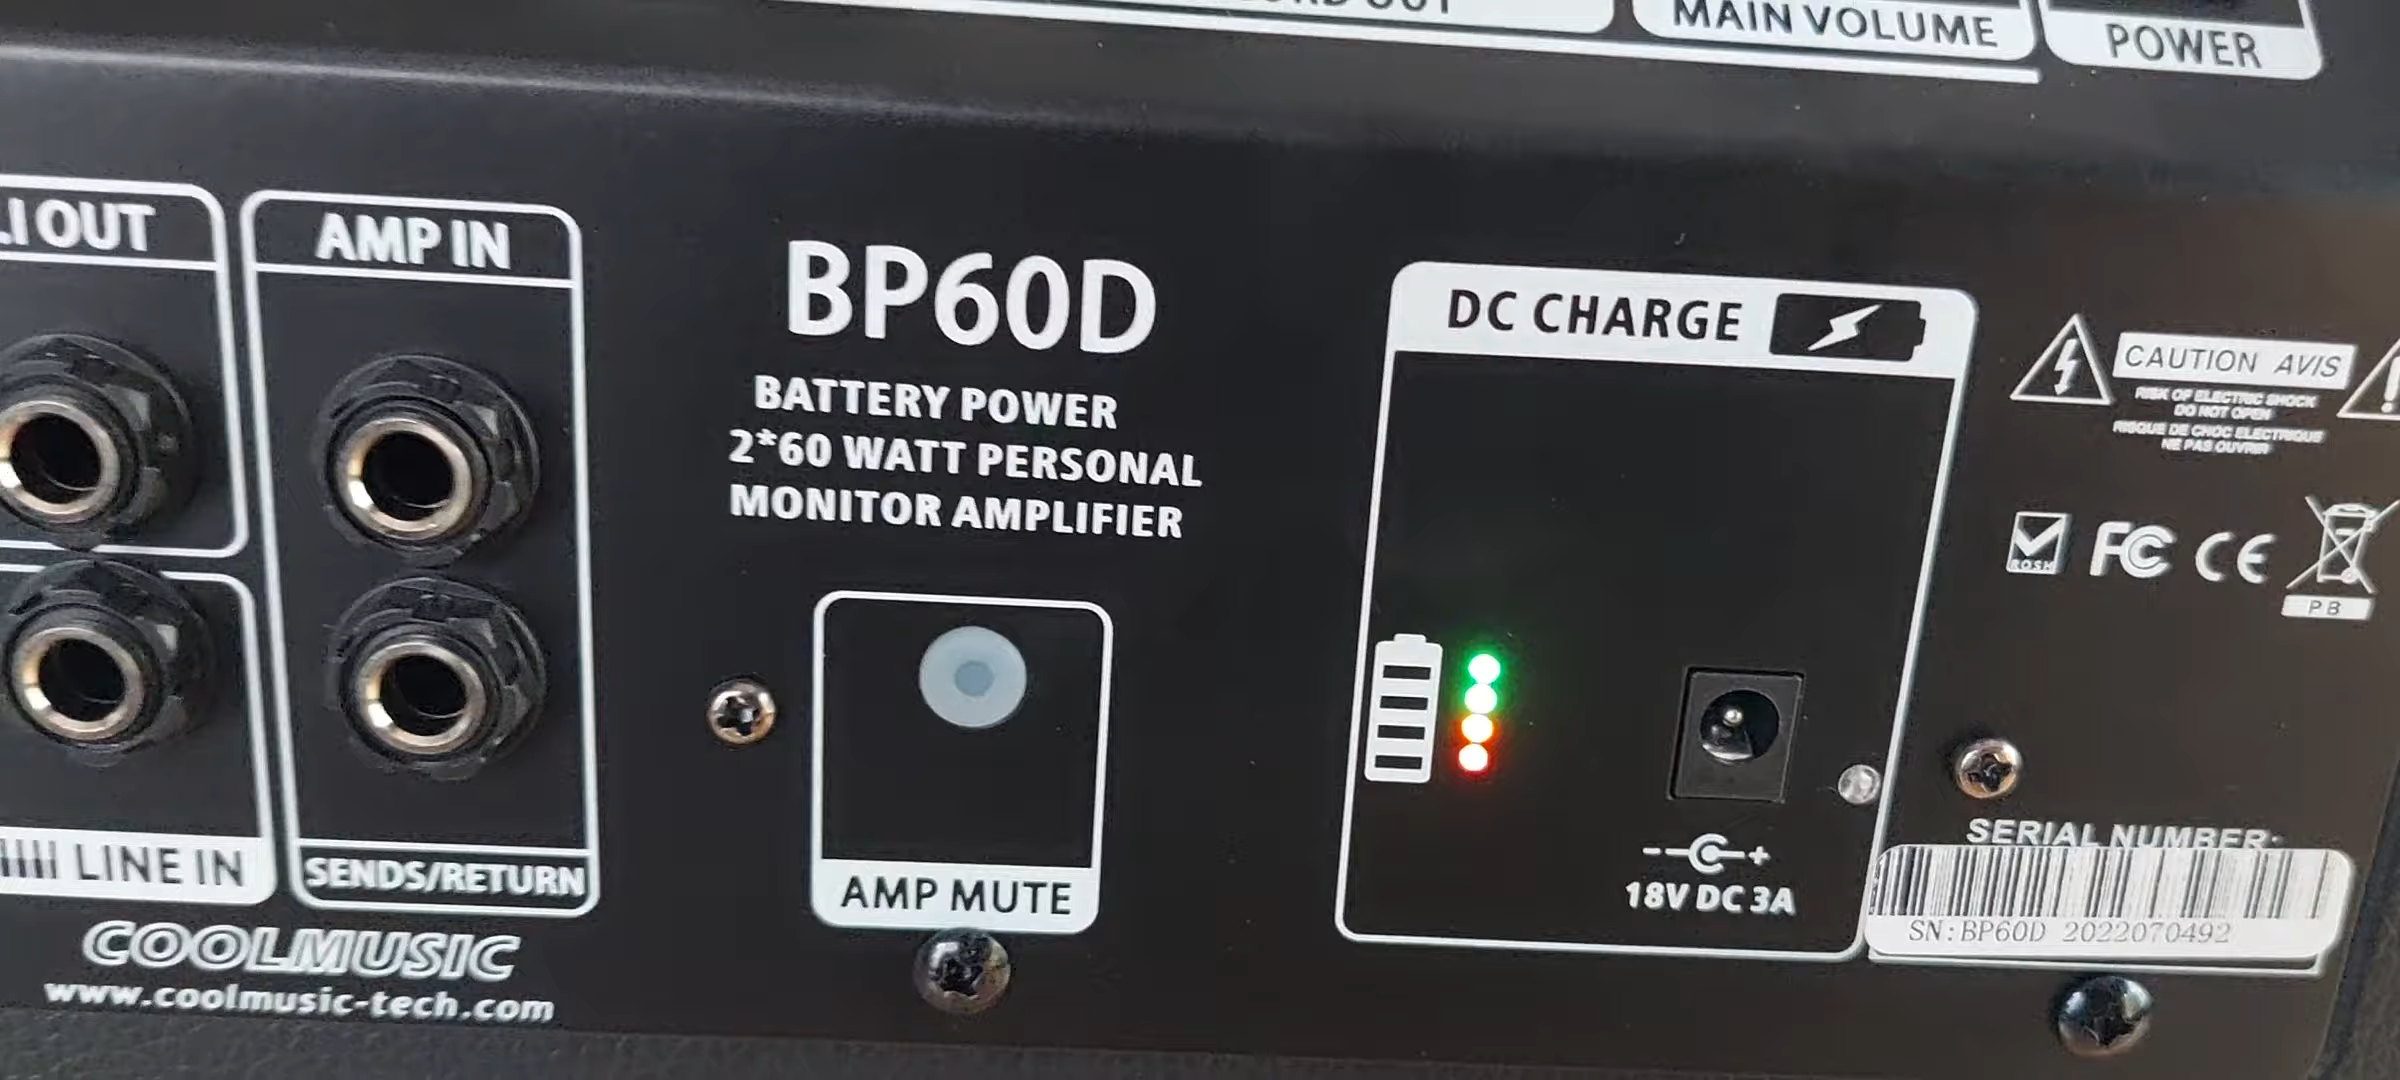 MAIN VOLUME
POWER
OUT
AMP IN
BP60D
BATTERY POWER
2*60 WATT PERSONAL
MONITOR AMPLIFIER
DC CHARGE
CAUTION AVIS
RISK OF ELECTRIC SHOCK
DO NOT OPEN
RISQUE DE CHOC ELECTRIQUE
NE PAS OUVRIR
ROSH
FC CE
PB
LINE IN
SENDS/RETURN
AMP MUTE
- +
18V DC 3A
SERIAL NUMBER:
SN:BP60D 2022070492
COOLMUSIC
www.coolmusic-tech.com